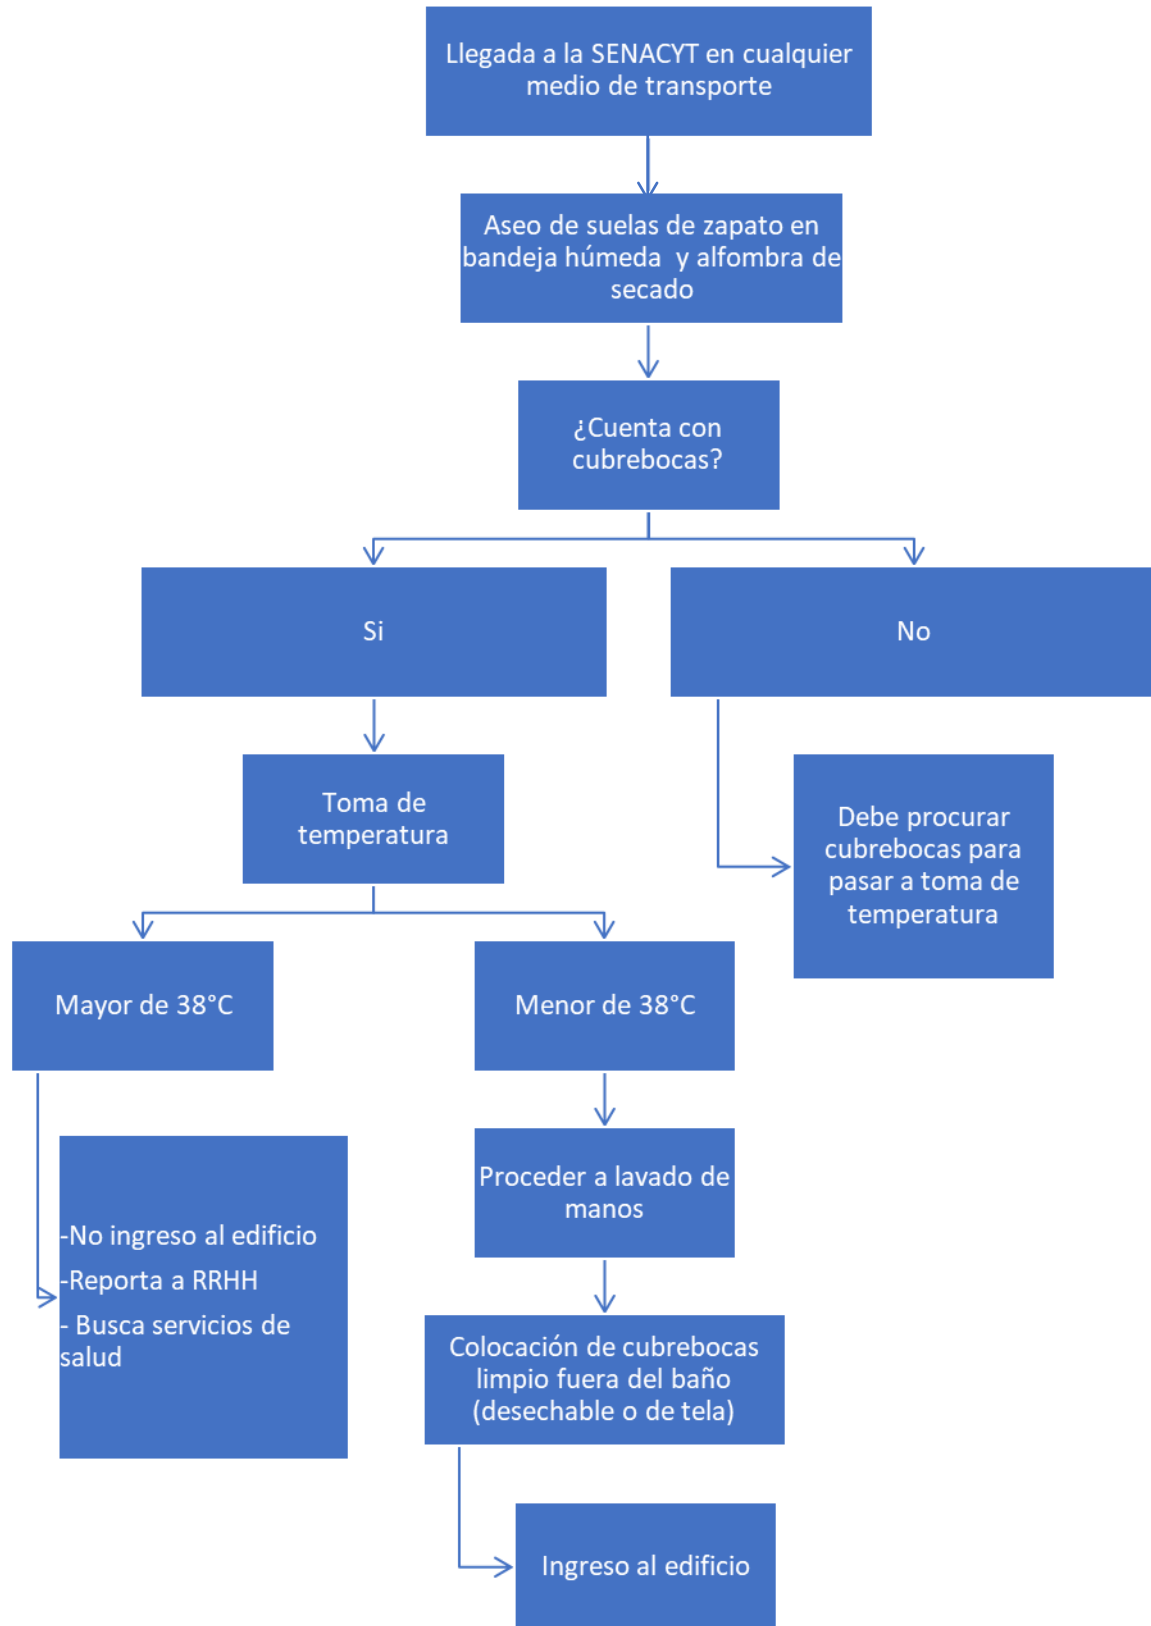 Llegada a la SENACYT en cualquier
medio de transporte
Aseo de suelas de zapato en
bandeja húmeda y alfombra de
secado
¿Cuenta con
cubrebocas?
Si
No
Toma de
temperatura
Debe procurar
cubrebocas para
pasar a toma de
temperatura
Mayor de 38°C
Menor de 38°C
-No ingreso al edificio
-Reporta a RRHH
- Busca servicios de
salud
Proceder a lavado de
manos
Colocación de cubrebocas
limpio fuera del baño
(desechable o de tela)
Ingreso al edificio